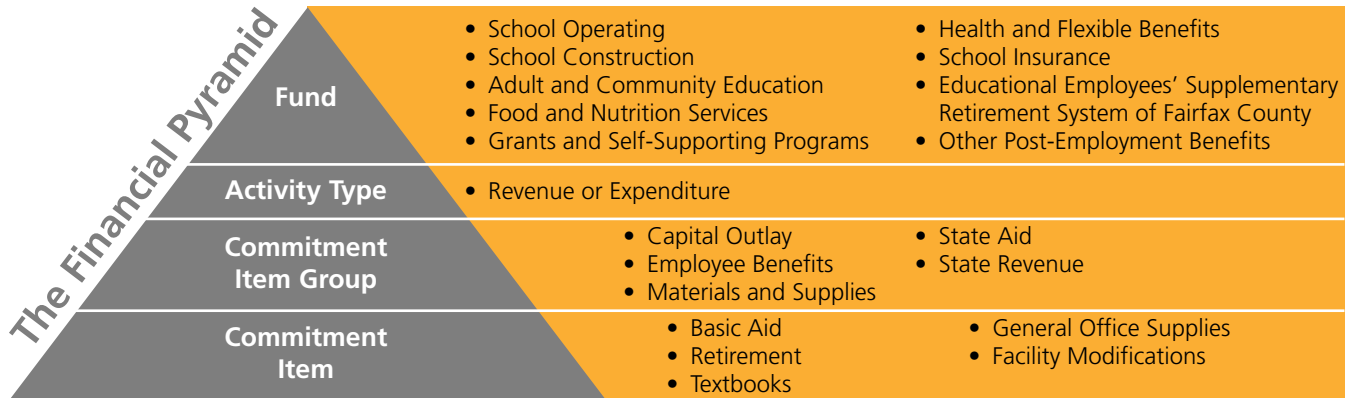 The Financial Pyramid
Fund
• School Operating
• School Construction
• Adult and Community Education
• Food and Nutrition Services
• Grants and Self-Supporting Programs
• Health and Flexible Benefits
• School Insurance
• Educational Employees' Supplementary
Retirement System of Fairfax County
• Other Post-Employment Benefits
Activity Type
• Revenue or Expenditure
Commitment
Item Group
• Capital Outlay
• Employee Benefits
• Materials and Supplies
• State Aid
• State Revenue
Commitment
Item
• Basic Aid
• Retirement
• Textbooks
• General Office Supplies
• Facility Modifications